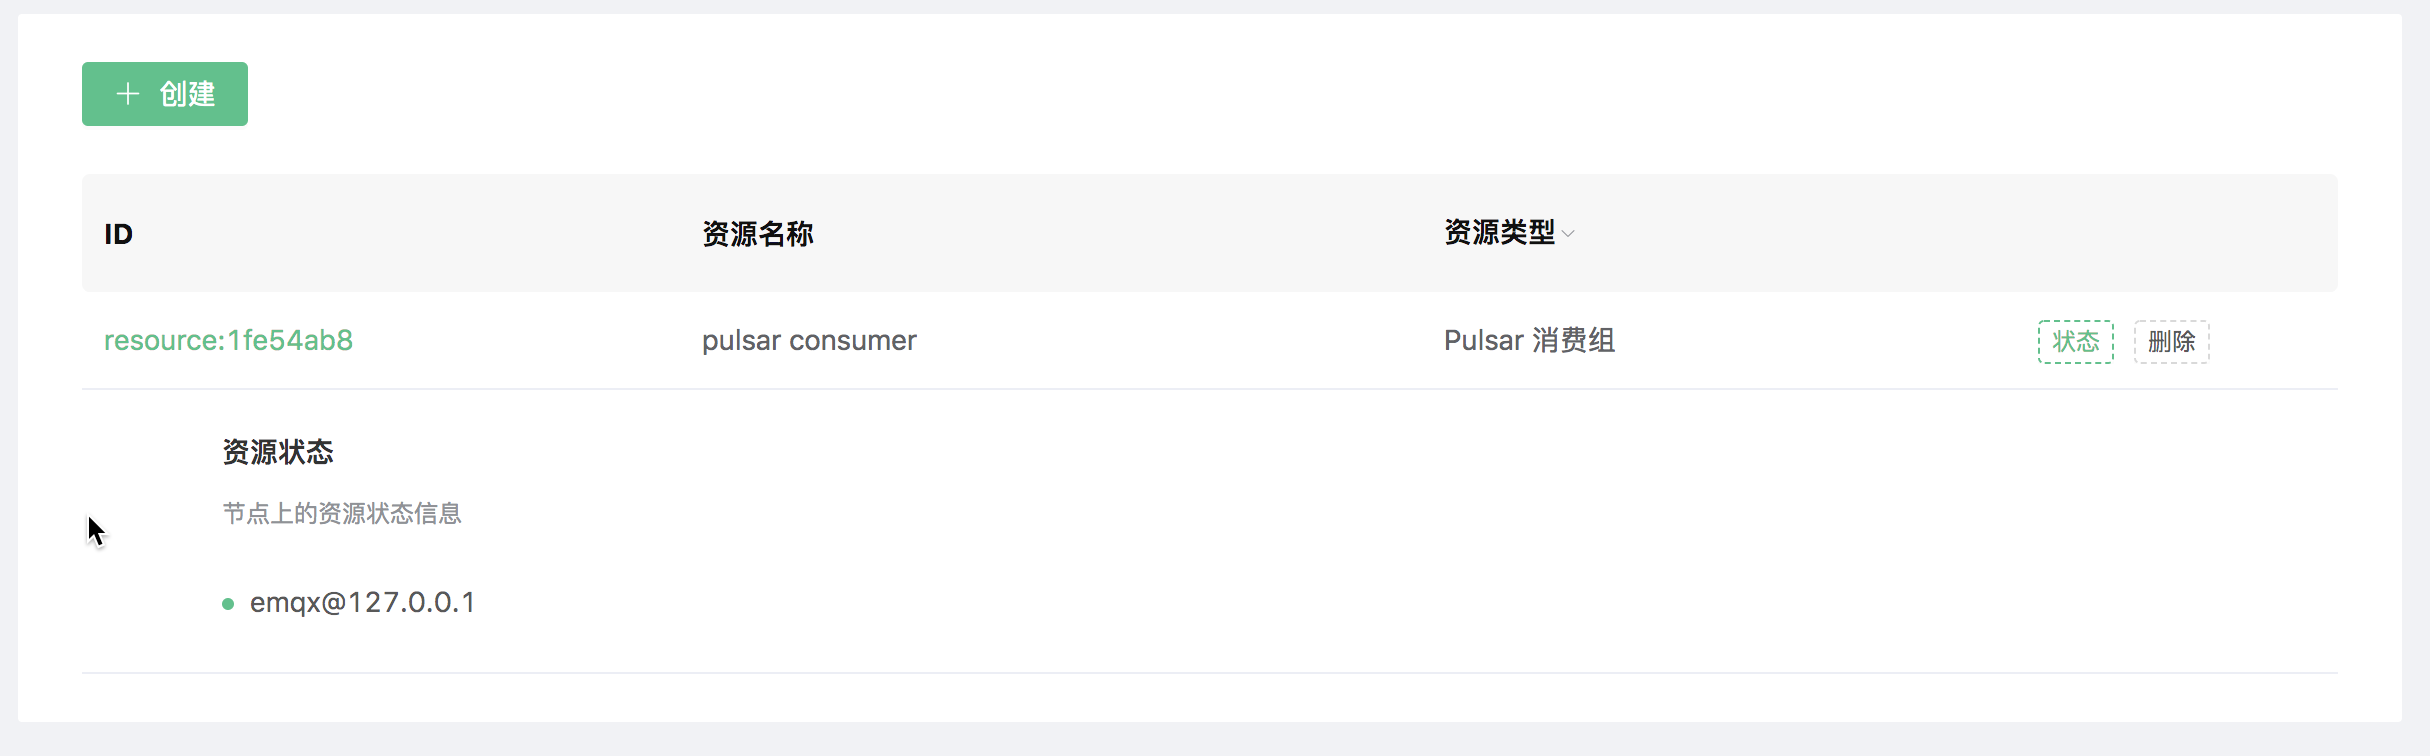 创建
ID 资源名称 资源类型
resource:1fe54ab8 pulsar consumer Pulsar 消费组 状态 删除
资源状态
节点上的资源状态信息
emqx@127.0.0.1